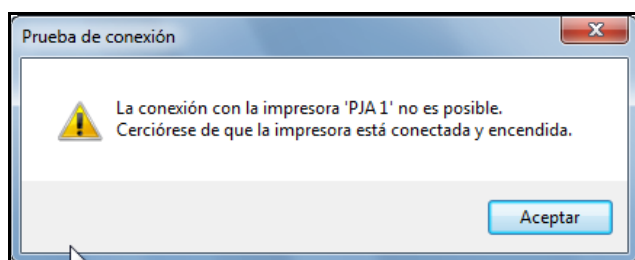 Prueba de conexión
La conexión con la impresora 'PJA 1' no es posible.
Cerciórese de que la impresora está conectada y encendida.
Aceptar